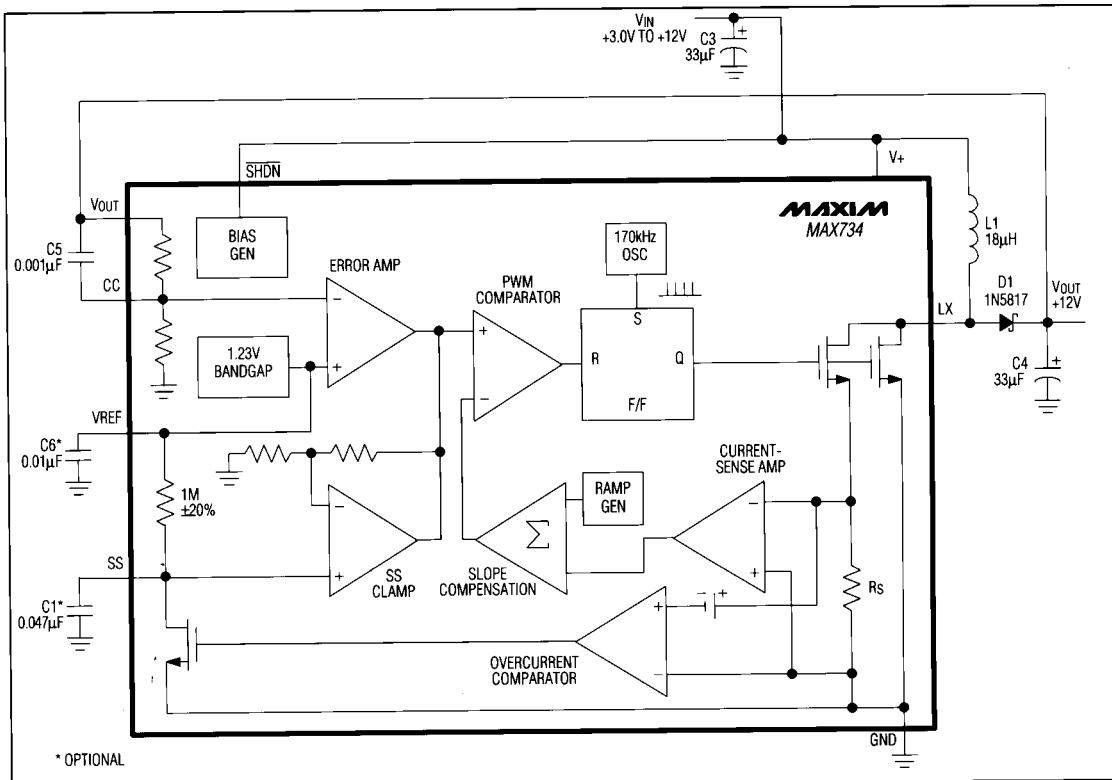 VIN
+3.0V TO +12V
C3
33µF
+
SHDN
V+
VOUT
MAXIM
MAX734
C5
0.001µF
BIAS
GEN
170kHz
OSC
L1
18µH
ERROR AMP
PWM
COMPARATOR
CC
D1
1N5817
VOUT
+12V
LX
−
+
1.23V
BANDGAP
+
−
S
R
Q
F/F
C4
33µF
+
VREF
C6*
0.01µF
1M
±20%
CURRENT-
SENSE AMP
RAMP
GEN
−
+
Σ
−
+
SS
SS
CLAMP
SLOPE
COMPENSATION
RS
C1*
0.047µF
− +
+
−
OVERCURRENT
COMPARATOR
GND
* OPTIONAL